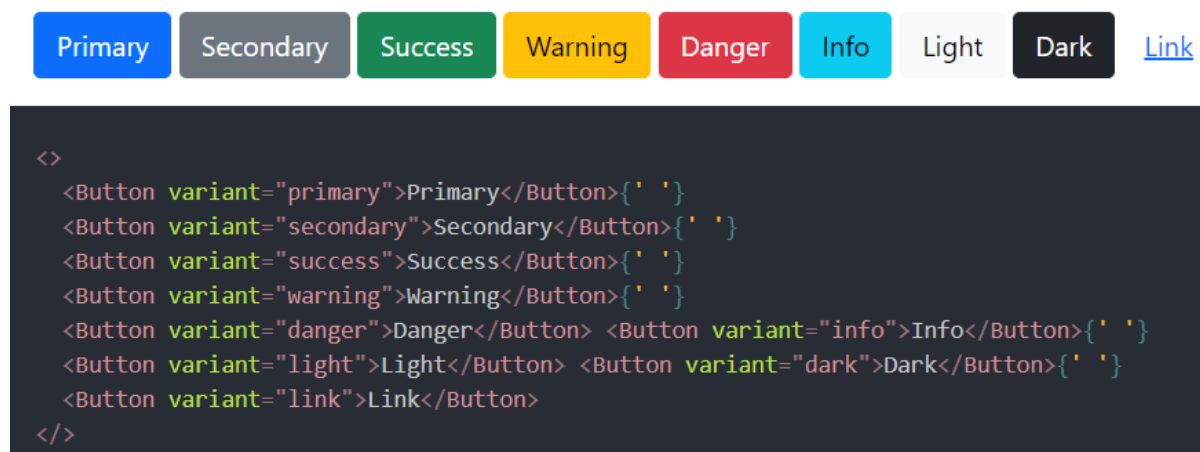 Primary Secondary Success Warning Danger Info Light Dark Link
<>
  <Button variant="primary">Primary</Button>{' '}
  <Button variant="secondary">Secondary</Button>{' '}
  <Button variant="success">Success</Button>{' '}
  <Button variant="warning">Warning</Button>{' '}
  <Button variant="danger">Danger</Button> <Button variant="info">Info</Button>{' '}
  <Button variant="light">Light</Button> <Button variant="dark">Dark</Button>{' '}
  <Button variant="link">Link</Button>
</>